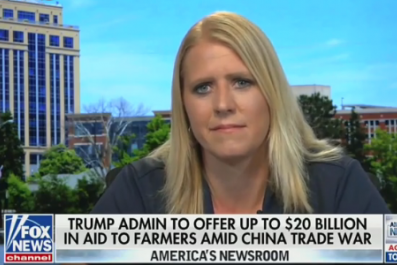 TRUMP ADMIN TO OFFER UP TO $20 BILLION
IN AID TO FARMERS AMID CHINA TRADE WAR
FOX
NEWS
channel
AMERICA'S NEWSROOM